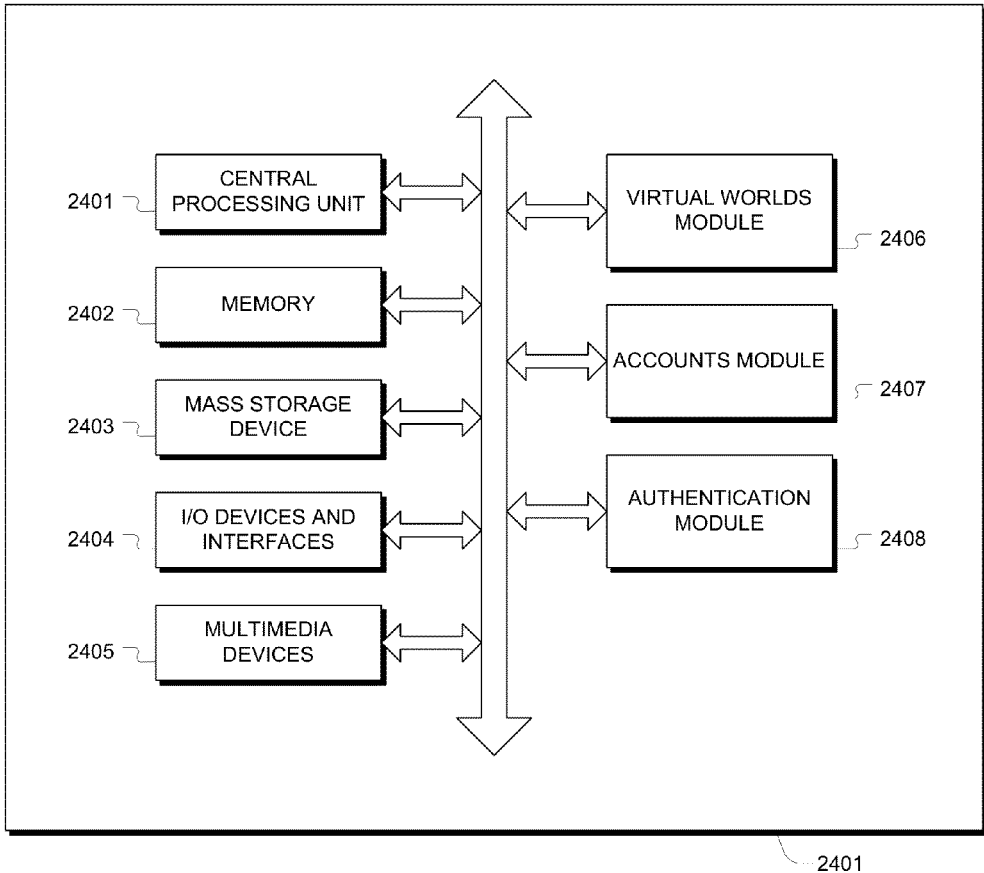 2401
CENTRAL
PROCESSING UNIT
2402
MEMORY
2403
MASS STORAGE
DEVICE
2404
I/O DEVICES AND
INTERFACES
2405
MULTIMEDIA
DEVICES
VIRTUAL WORLDS
MODULE
2406
ACCOUNTS MODULE
2407
AUTHENTICATION
MODULE
2408
2401